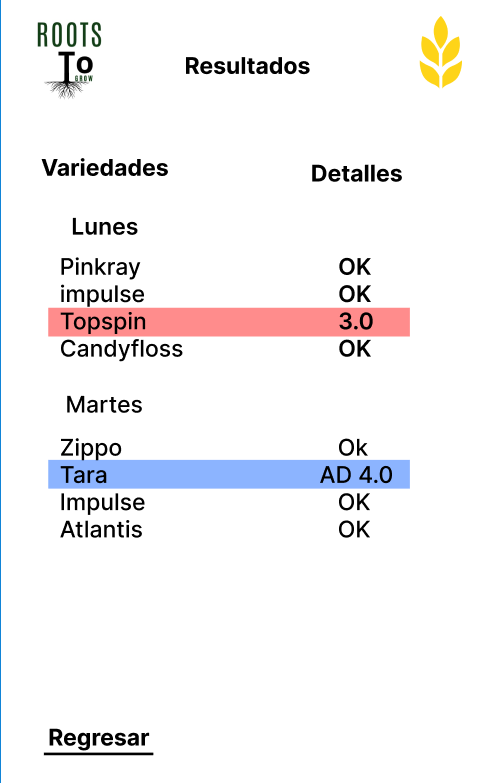 ROOTS
To
GROW
Resultados
Variedades Detalles
Lunes
Pinkray OK
impulse OK
Topspin 3.0
Candyfloss OK
Martes
Zippo Ok
Tara AD 4.0
Impulse OK
Atlantis OK
Regresar